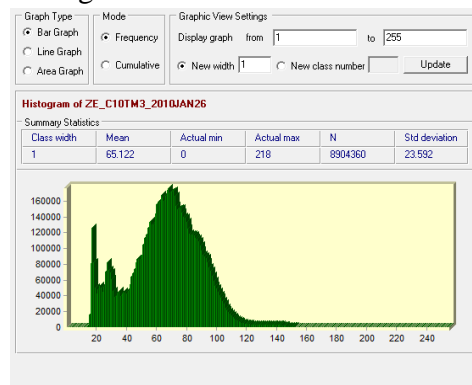 Graph Type
Mode
Graphic View Settings
Bar Graph
Frequency
Display graph from 1 to 255
Line Graph
Cumulative
New width 1 New class number Update
Area Graph
Histogram of ZE_C10TM3_2010JAN26
Summary Statistics
Class width Mean Actual min Actual max N Std deviation
1 65.122 0 218 8904360 23.592
160000
140000
120000
100000
80000
60000
40000
20000
0
20 40 60 80 100 120 140 160 180 200 220 240